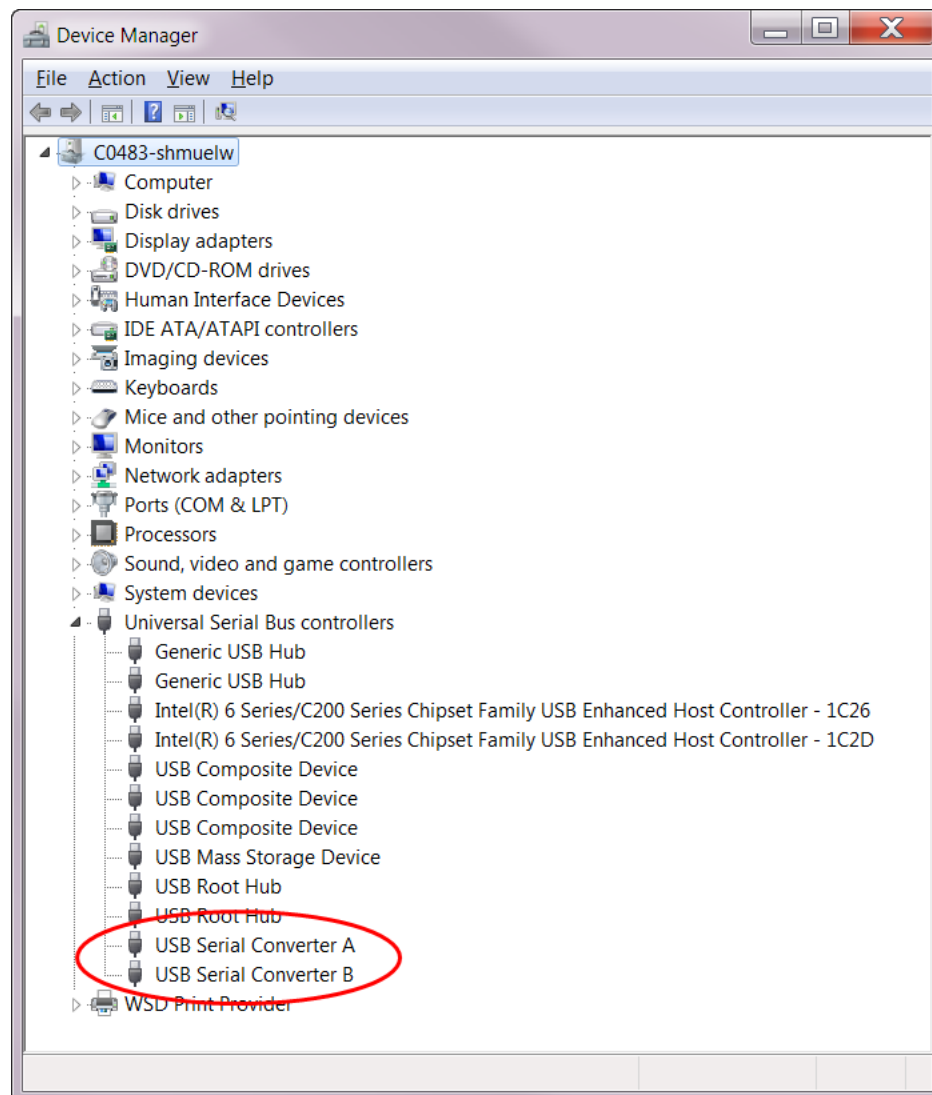 Device Manager
File Action View Help
C0483-shmuelw
Computer
Disk drives
Display adapters
DVD/CD-ROM drives
Human Interface Devices
IDE ATA/ATAPI controllers
Imaging devices
Keyboards
Mice and other pointing devices
Monitors
Network adapters
Ports (COM & LPT)
Processors
Sound, video and game controllers
System devices
Universal Serial Bus controllers
Generic USB Hub
Generic USB Hub
Intel(R) 6 Series/C200 Series Chipset Family USB Enhanced Host Controller - 1C26
Intel(R) 6 Series/C200 Series Chipset Family USB Enhanced Host Controller - 1C2D
USB Composite Device
USB Composite Device
USB Composite Device
USB Mass Storage Device
USB Root Hub
USB Root Hub
USB Serial Converter A
USB Serial Converter B
WSD Print Provider